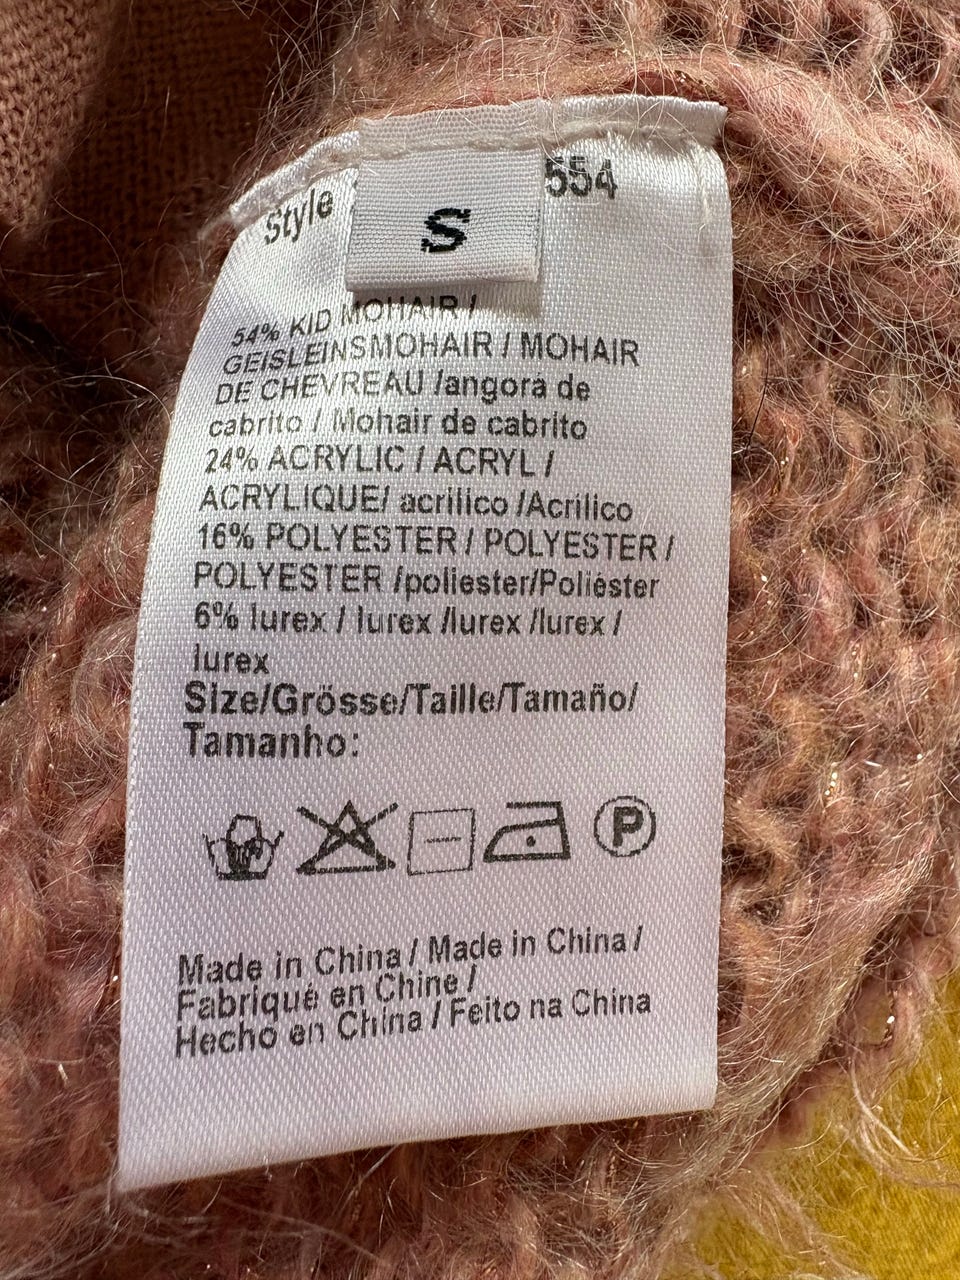 Style 554
S
54% KID MOHAIR /
GEISLEINSMOHAIR / MOHAIR
DE CHEVREAU /angorá de
cabrito / Mohair de cabrito
24% ACRYLIC / ACRYL /
ACRYLIQUE/ acrilico /Acrílico
16% POLYESTER / POLYESTER /
POLYESTER /poliester/Poliéster
6% lurex / lurex /lurex /lurex /
lurex
Size/Grösse/Taille/Tamaño/
Tamanho:
P
Made in China / Made in China /
Fabriqué en Chine /
Hecho en China / Feito na China